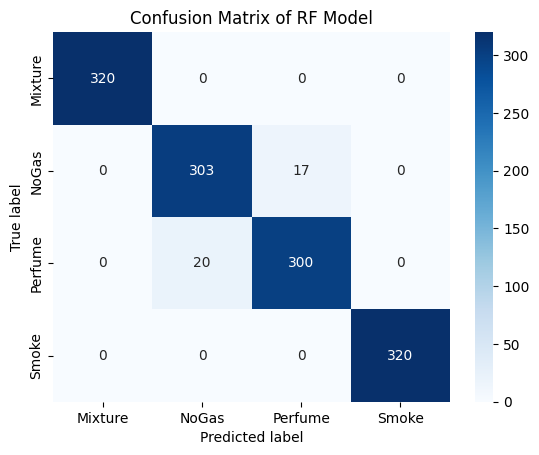 Confusion Matrix of RF Model
Mixture 320 0 0 0
NoGas 0 303 17 0
Perfume 0 20 300 0
Smoke 0 0 0 320
Mixture NoGas Perfume Smoke
True label
Predicted label
300
250
200
150
100
50
0